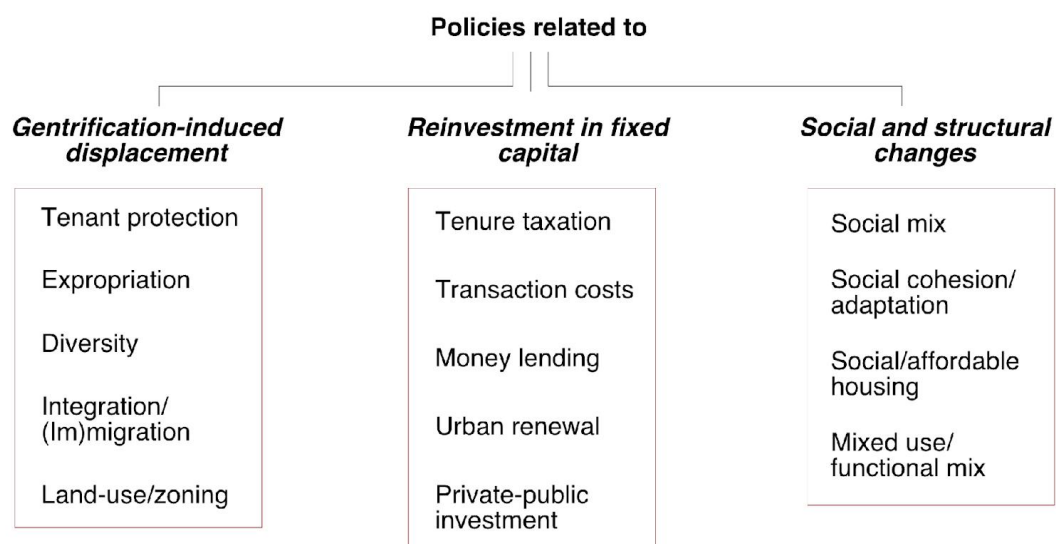 Policies related to
Gentrification-induced
displacement
Tenant protection
Expropriation
Diversity
Integration/
(Im)migration
Land-use/zoning
Reinvestment in fixed
capital
Tenure taxation
Transaction costs
Money lending
Urban renewal
Private-public
investment
Social and structural
changes
Social mix
Social cohesion/
adaptation
Social/affordable
housing
Mixed use/
functional mix